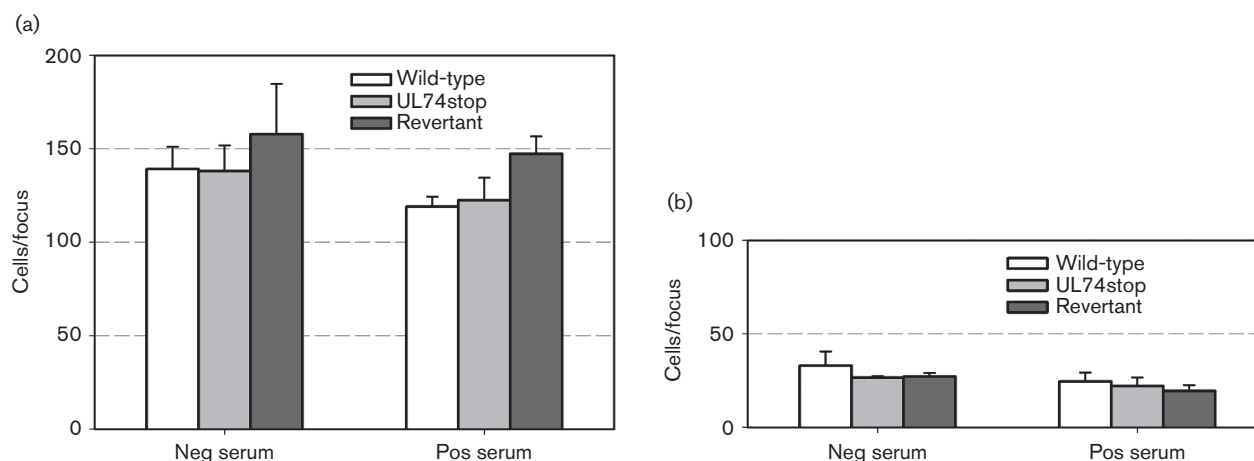 (a)
200
150
100
50
0
Cells/focus
Wild-type
UL74stop
Revertant
Neg serum
Pos serum
(b)
100
50
0
Cells/focus
Wild-type
UL74stop
Revertant
Neg serum
Pos serum